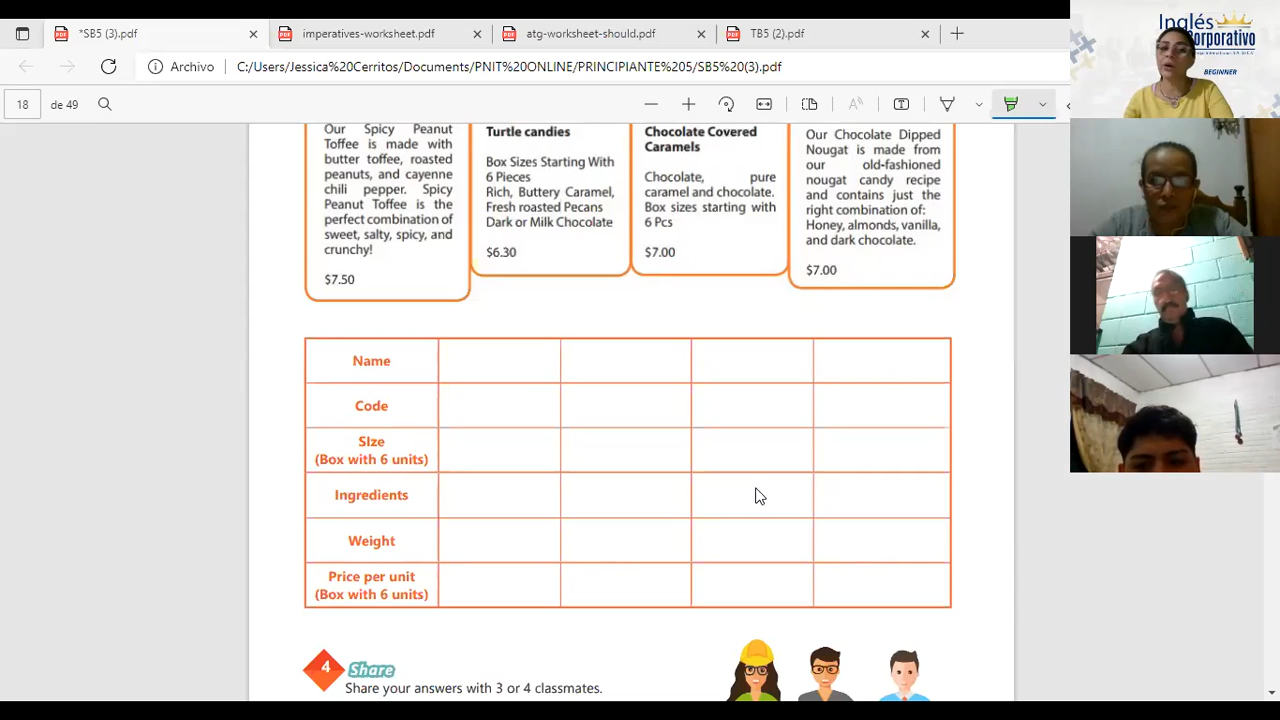 *SB5 (3).pdf
imperatives-worksheet.pdf
atg-worksheet-should.pdf
TB5 (2).pdf
Archivo
C:/Users/Jessica%20Cerritos/Documents/PNL%20ONLINE/PRINCIPIANTE%205/SB5%20(3).pdf
18
de 49
Our Spicy Peanut
Toffee is made with
butter toffee, roasted
peanuts, and cayenne
chili pepper. Spicy
Peanut Toffee is the
perfect combination of
sweet, salty, spicy, and
crunchy!
$7.50
Turtle candies
Box Sizes Starting With
6 Pieces
Rich, Buttery Caramel,
Fresh roasted Pecans
Dark or Milk Chocolate
$6.30
Chocolate Covered
Caramels
Chocolate, pure
caramel and chocolate.
Box sizes starting with
6 Pcs
$7.00
Our Chocolate Dipped
Nougat is made from
our old-fashioned
nougat candy recipe
and contains just the
right combination of:
Honey, almonds, vanilla,
and dark chocolate.
$7.00
Name
Code
SIze
(Box with 6 units)
Ingredients
Weight
Price per unit
(Box with 6 units)
4
Share
Share your answers with 3 or 4 classmates.
Inglés
Corporativo
BEGINNER